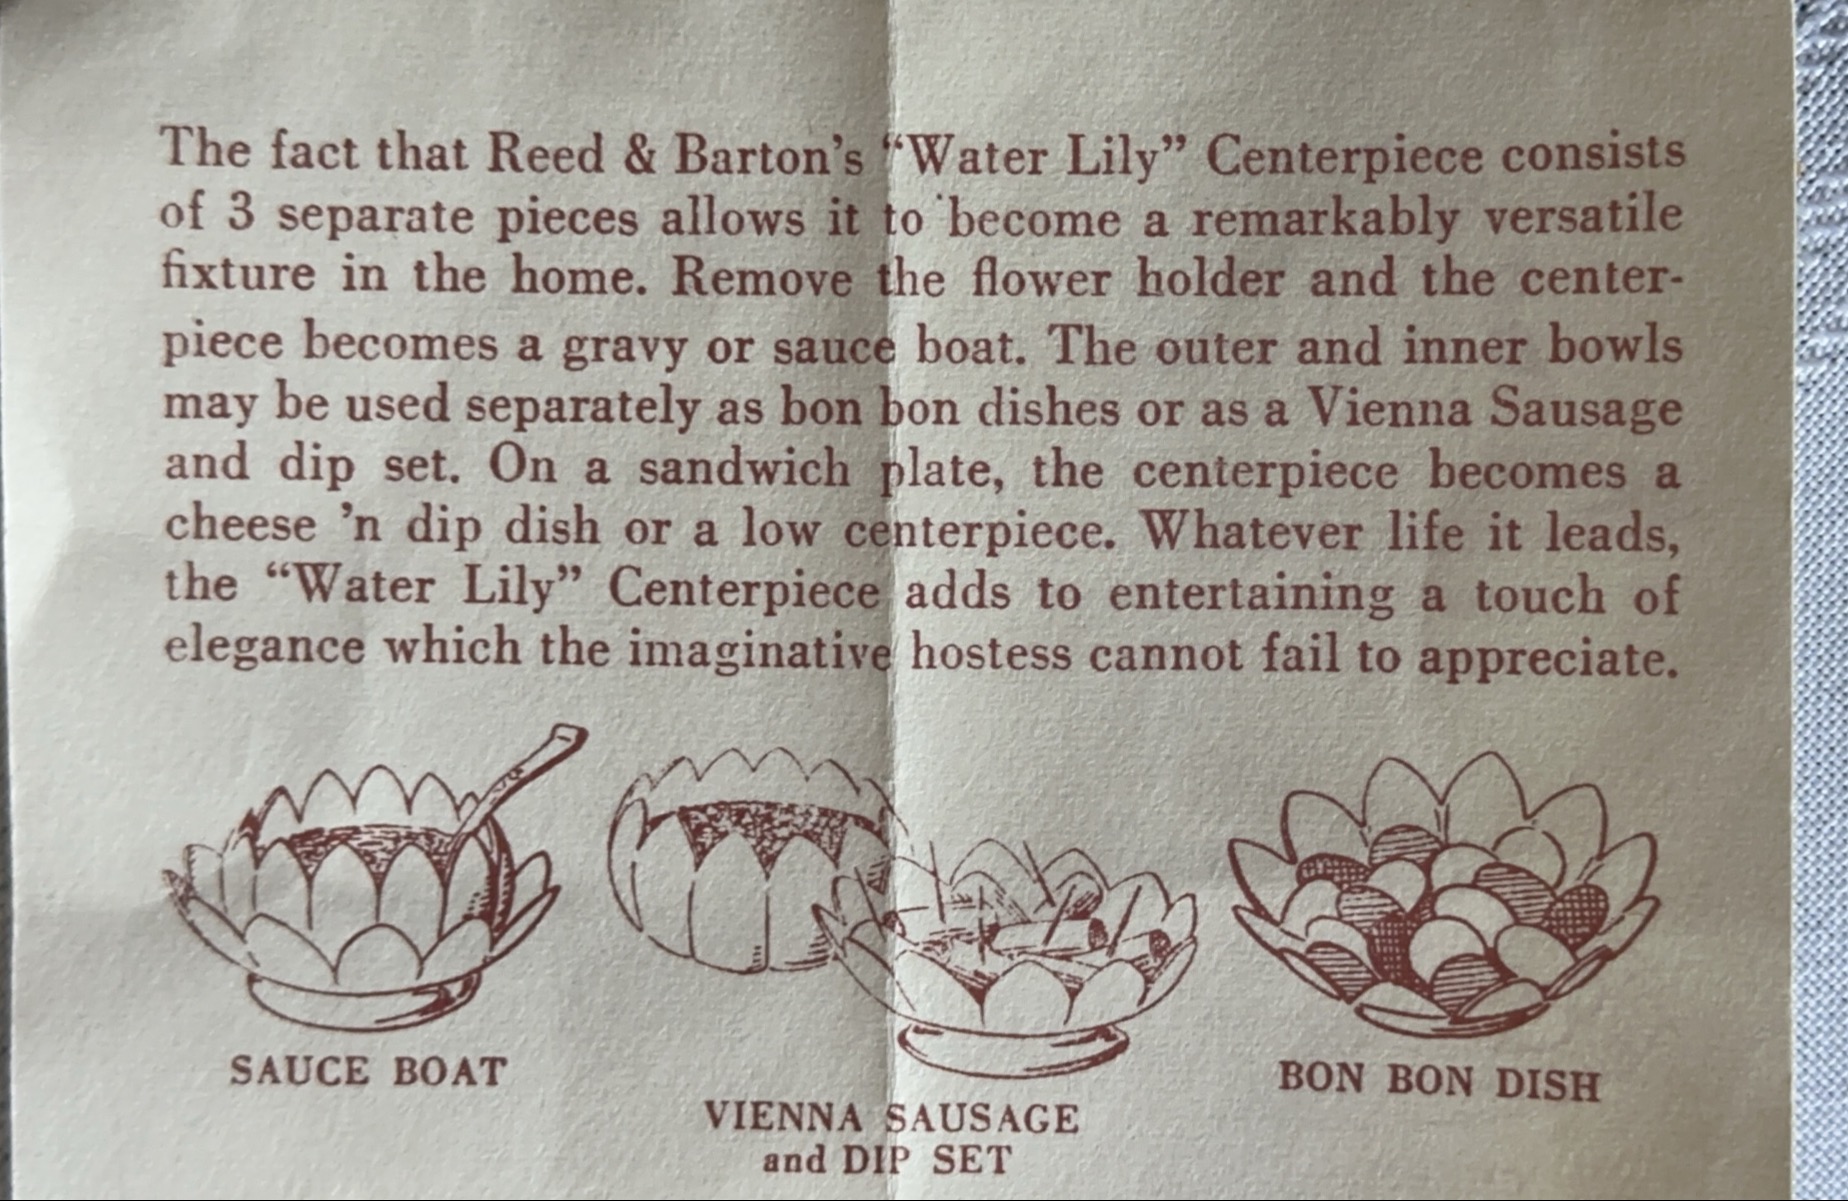 The fact that Reed & Barton's “Water Lily” Centerpiece consists
of 3 separate pieces allows it to become a remarkably versatile
fixture in the home. Remove the flower holder and the center-
piece becomes a gravy or sauce boat. The outer and inner bowls
may be used separately as bon bon dishes or as a Vienna Sausage
and dip set. On a sandwich plate, the centerpiece becomes a
cheese ’n dip dish or a low centerpiece. Whatever life it leads,
the “Water Lily” Centerpiece adds to entertaining a touch of
elegance which the imaginative hostess cannot fail to appreciate.
SAUCE BOAT
VIENNA SAUSAGE
and DIP SET
BON BON DISH